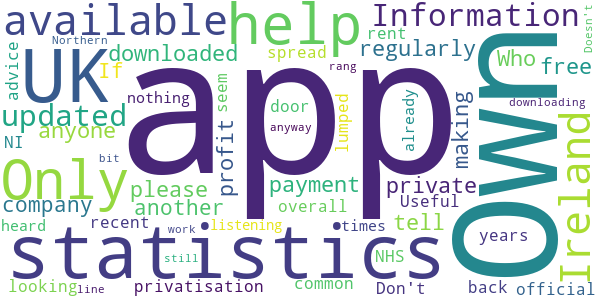 available
help
Information
Northern
UK
advice
If
downloaded
spread
rent
regularly
Doesn't
Who
free
app
rang
Own
updated
nothing
seem
door
anyway
lumped
already
making
downloading
NI
anyone
profit
Ireland
Only
please
payment
private
company
another
overall
Useful
tell
heard
recent
work
listening
times
years
statistics
still
NHS
looking
line
privatisation
common
Don't
back
official
bit